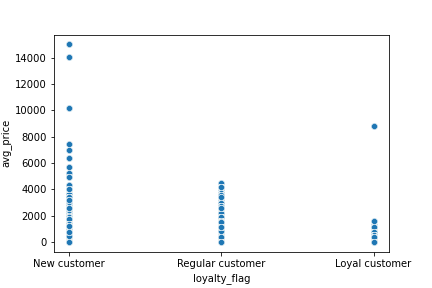 14000
12000
10000
8000
6000
4000
2000
0
avg_price
New customer
Regular customer
Loyal customer
loyalty_flag